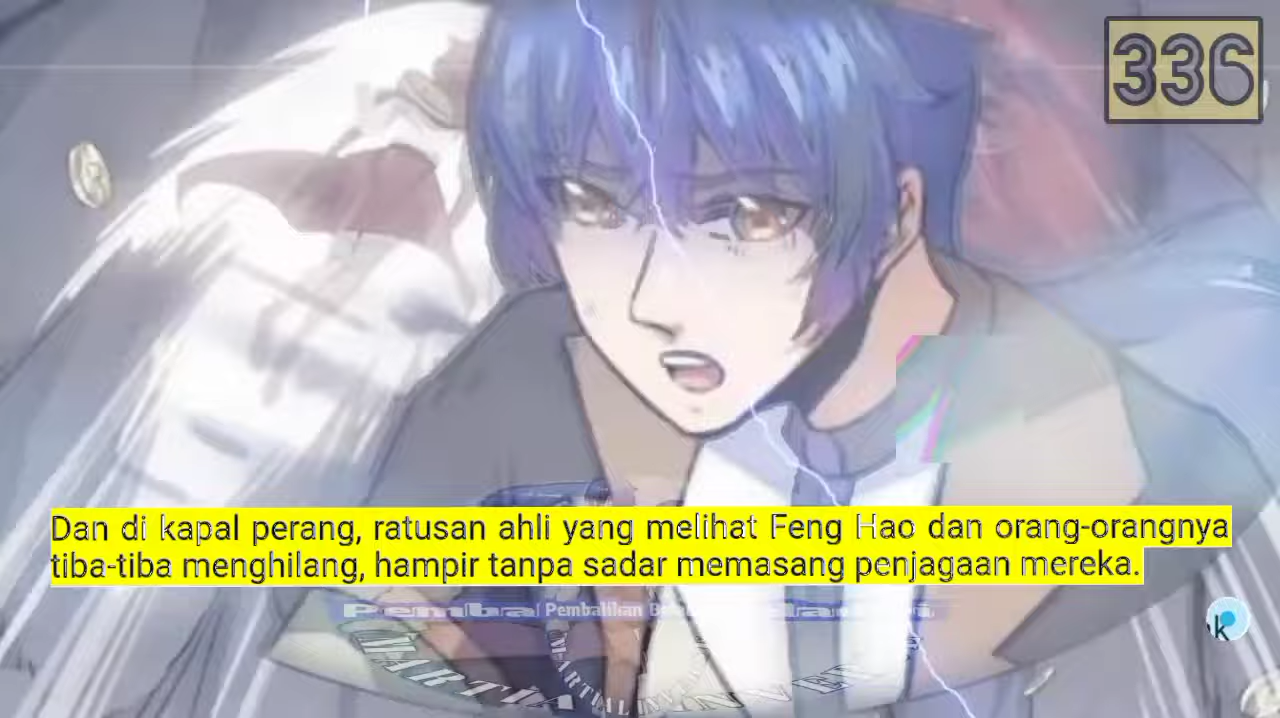 336
Dan di kapal perang, ratusan ahli yang melihat Feng Hao dan orang-orangnya
tiba-tiba menghilang, hampir tanpa sadar memasang penjagaan mereka.
Pembalikan
k